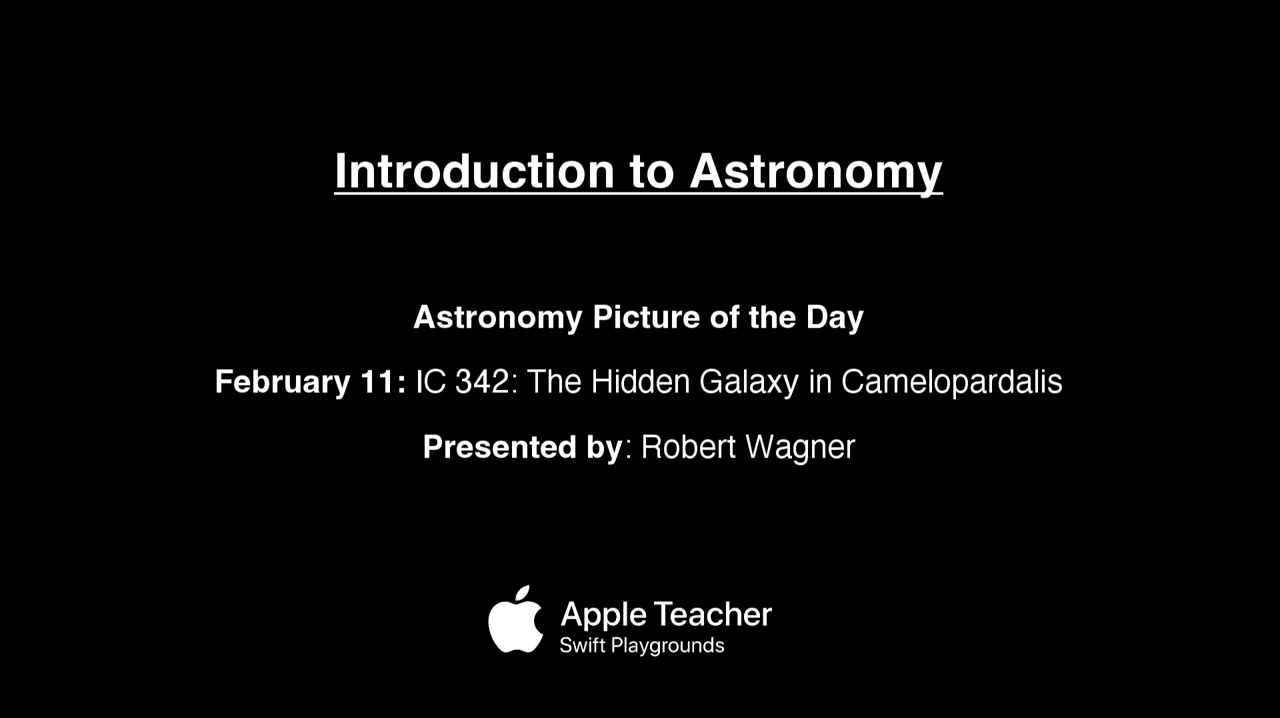 Introduction to Astronomy
Astronomy Picture of the Day
February 11: IC 342: The Hidden Galaxy in Camelopardalis
Presented by: Robert Wagner
Apple Teacher
Swift Playgrounds